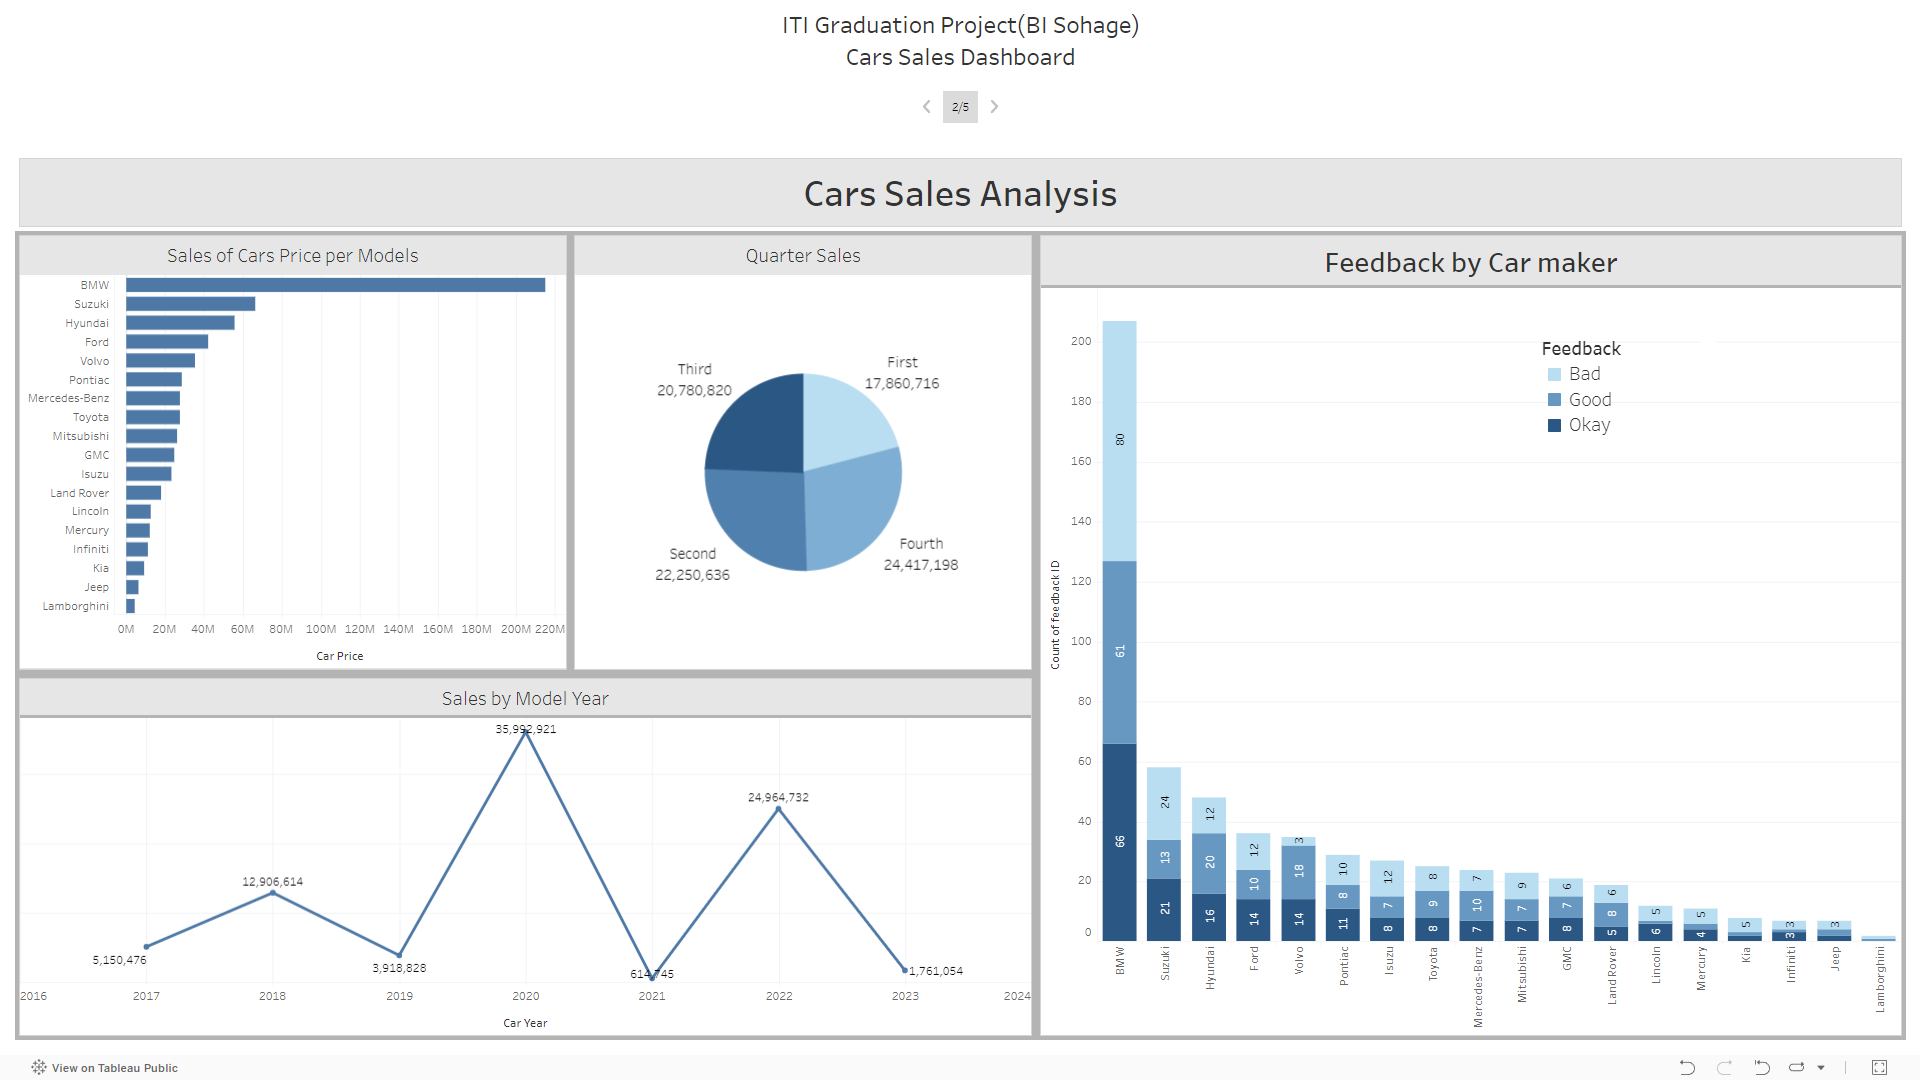 ITI Graduation Project(BI Sohage)
Cars Sales Dashboard
2/5
Cars Sales Analysis
Sales of Cars Price per Models
BMW
Suzuki
Hyundai
Ford
Volvo
Pontiac
Mercedes-Benz
Toyota
Mitsubishi
GMC
Isuzu
Land Rover
Lincoln
Mercury
Infiniti
Kia
Jeep
Lamborghini
0M 20M 40M 60M 80M 100M 120M 140M 160M 180M 200M 220M
Car Price
Quarter Sales
First
17,860,716
Third
20,780,820
Fourth
24,417,198
Second
22,250,636
Sales by Model Year
35,992,921
24,964,732
12,906,614
5,150,476
3,918,828
614,745
1,761,054
2016 2017 2018 2019 2020 2021 2022 2023 2024
Car Year
Feedback by Car maker
Feedback
Bad
Good
Okay
Count of feedback ID
200
180
160
140
120
100
80
60
40
20
0
80
61
66
24
13
21
12
20
16
12
10
14
3
18
14
10
8
11
12
7
8
8
9
8
7
10
7
9
7
7
6
7
8
6
8
5
5
6
5
4
5
3
3
3
BMW
Suzuki
Hyundai
Ford
Volvo
Pontiac
Isuzu
Toyota
Mercedes-Benz
Mitsubishi
GMC
Land Rover
Lincoln
Mercury
Kia
Infiniti
Jeep
Lamborghini
View on Tableau Public